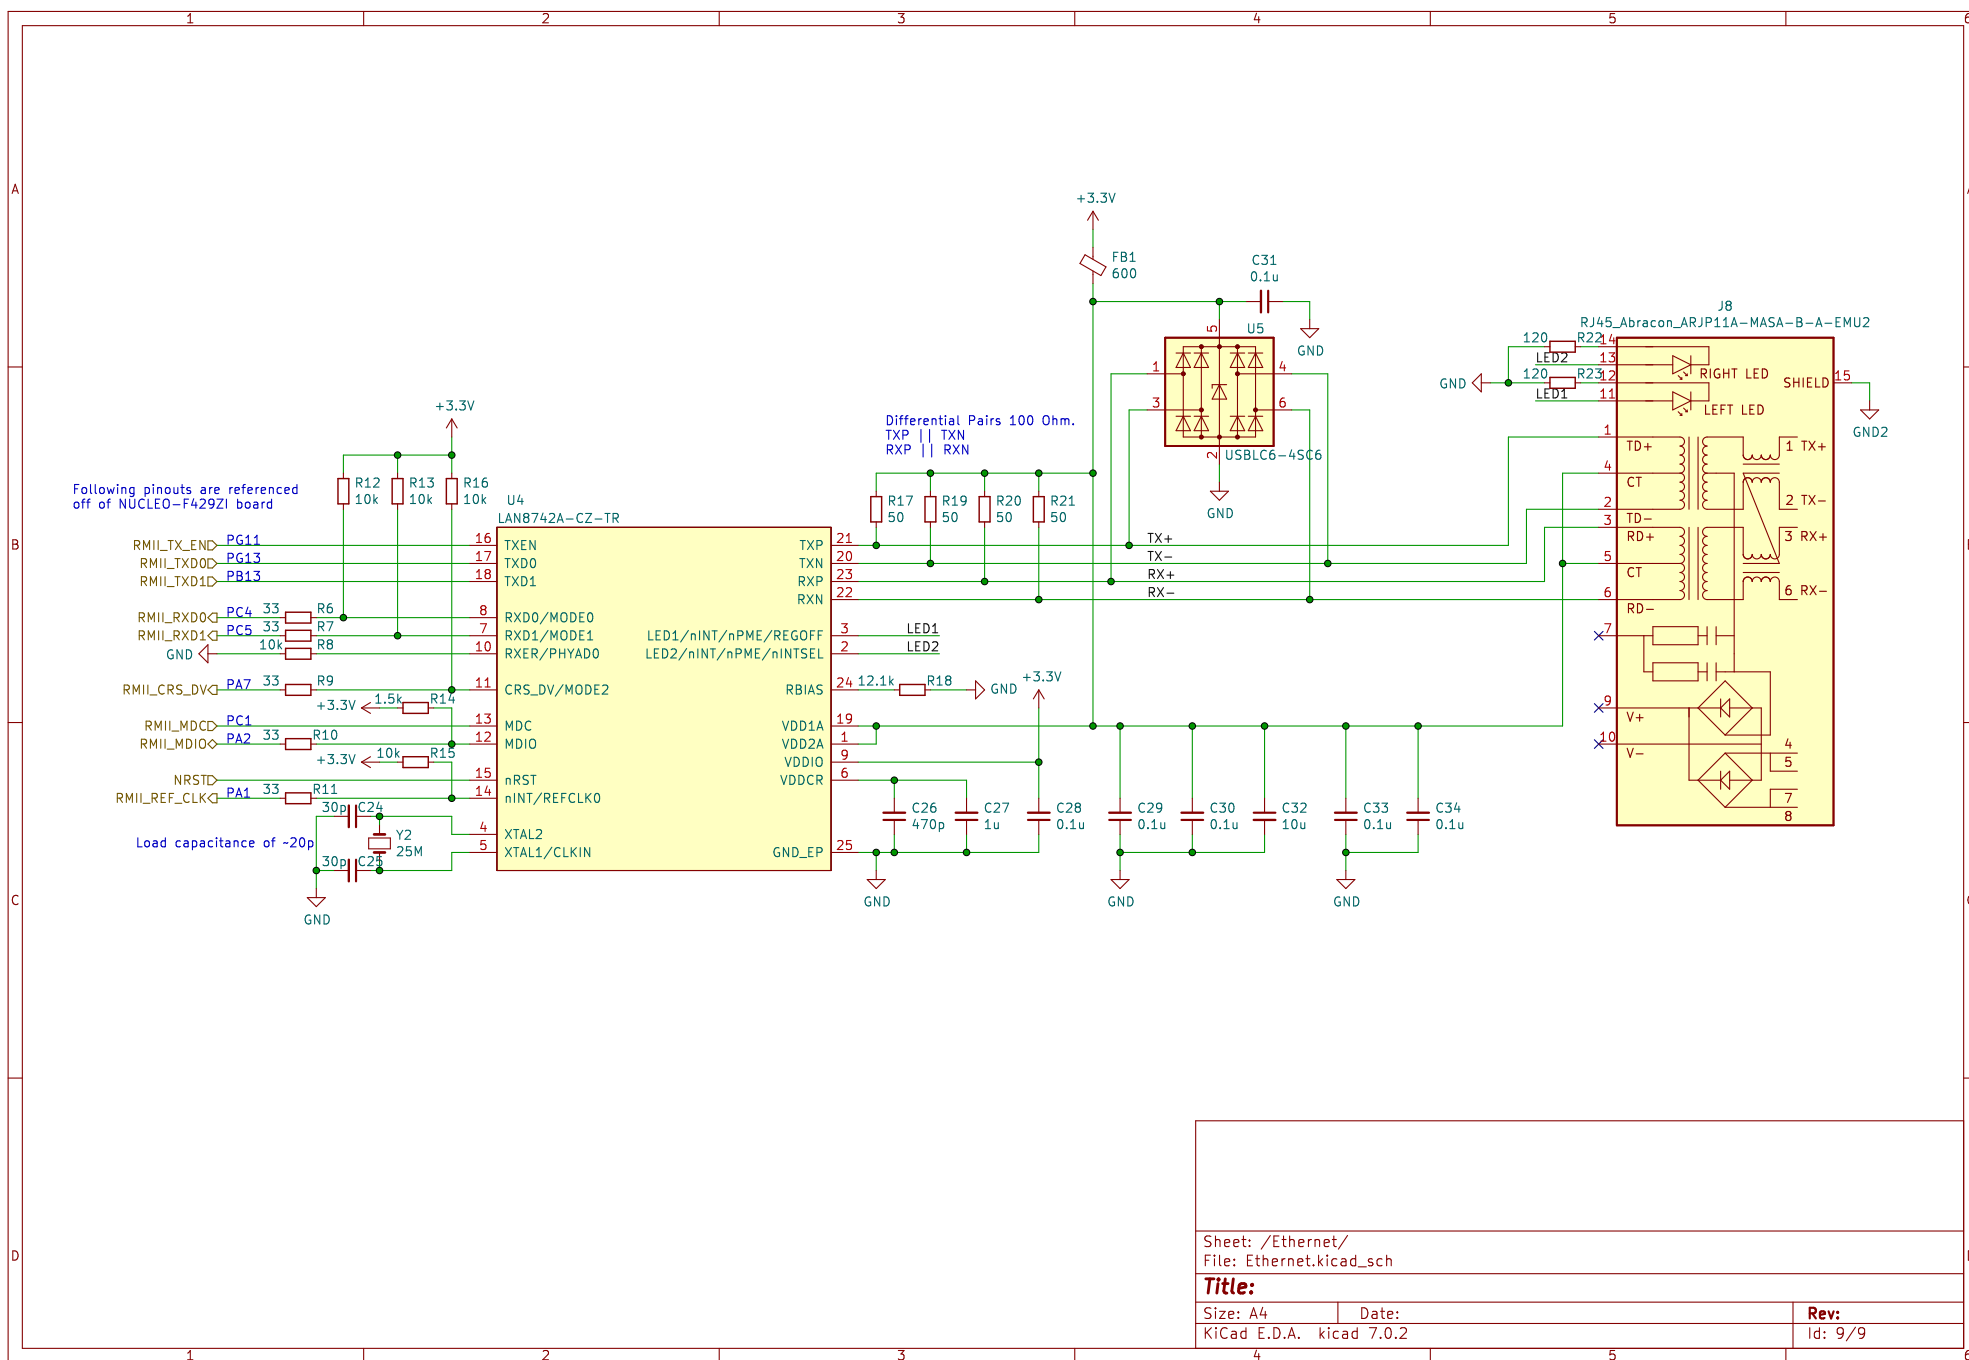 1 2 3 4 5 6
A
B
C
D
+3.3V
FB1
600
C31
0.1u
GND
U5
5
1
3
4
6
2
USBLC6-4SC6
GND
J8
RJ45_Abracon_ARJP11A-MASA-B-A-EMU2
120 R22 14
LED2 13
GND
120 R23 12
LED1 11
RIGHT LED
LEFT LED
SHIELD 15
GND2
1 TD+
4 CT
2 TD-
3 RD+
5 CT
6 RD-
7
9 V+
10 V-
1 TX+
2 TX-
3 RX+
6 RX-
4
5
7
8
+3.3V
R12
10k
R13
10k
R16
10k
Following pinouts are referenced
off of NUCLEO-F429ZI board
Differential Pairs 100 Ohm.
TXP || TXN
RXP || RXN
R17
50
R19
50
R20
50
R21
50
U4
LAN8742A-CZ-TR
RMII_TX_EN PG11 16 TXEN
RMII_TXD0 PG13 17 TXD0
RMII_TXD1 PB13 18 TXD1
RMII_RXD0 PC4 33 R6 8 RXD0/MODE0
RMII_RXD1 PC5 33 R7 7 RXD1/MODE1
GND 10k R8 10 RXER/PHYAD0
RMII_CRS_DV PA7 33 R9 11 CRS_DV/MODE2
+3.3V 1.5k R14
RMII_MDC PC1 13 MDC
RMII_MDIO PA2 33 R10 12 MDIO
+3.3V 10k R15
NRST 15 nRST
RMII_REF_CLK PA1 33 R11 14 nINT/REFCLK0
30p C24
4 XTAL2
Y2
25M
Load capacitance of ~20p
30p C25
5 XTAL1/CLKIN
GND
TXP 21 TX+
TXN 20 TX-
RXP 23 RX+
RXN 22 RX-
LED1/nINT/nPME/REGOFF 3 LED1
LED2/nINT/nPME/nINTSEL 2 LED2
RBIAS 24 12.1k R18 GND
+3.3V
VDD1A 19
VDD2A 1
VDDIO 9
VDDCR 6
GND_EP 25
C26
470p
C27
1u
C28
0.1u
C29
0.1u
C30
0.1u
C32
10u
C33
0.1u
C34
0.1u
GND
GND
GND
Sheet: /Ethernet/
File: Ethernet.kicad_sch
Title:
Size: A4 Date: Rev:
KiCad E.D.A. kicad 7.0.2 Id: 9/9
1 2 3 4 5 6